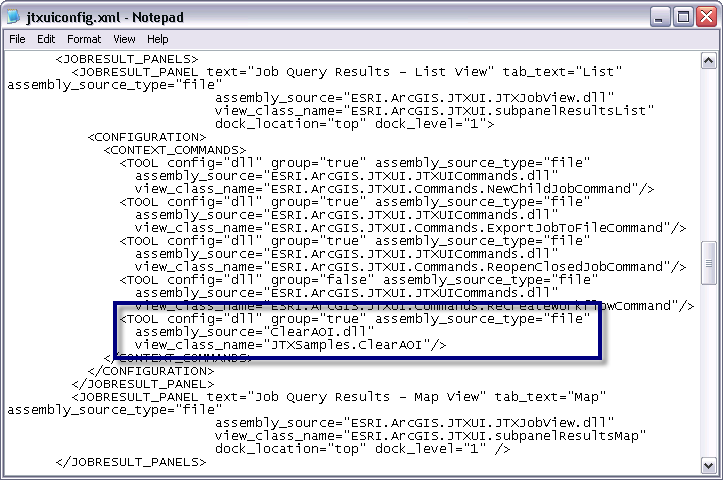 jtxuiconfig.xml - Notepad
File Edit Format View Help
<JOBRESULT_PANELS>
<JOBRESULT_PANEL text="Job Query Results - List View" tab_text="List"
assembly_source_type="file"
assembly_source="ESRI.ArcGIS.JTXUI.JTXJobView.dll"
view_class_name="ESRI.ArcGIS.JTXUI.subpanelResultsList"
dock_location="top" dock_level="1">
<CONFIGURATION>
<CONTEXT_COMMANDS>
<TOOL config="dll" group="true" assembly_source_type="file"
assembly_source="ESRI.ArcGIS.JTXUI.JTXUICommands.dll"
view_class_name="ESRI.ArcGIS.JTXUI.Commands.NewChildJobCommand"/>
<TOOL config="dll" group="true" assembly_source_type="file"
assembly_source="ESRI.ArcGIS.JTXUI.JTXUICommands.dll"
view_class_name="ESRI.ArcGIS.JTXUI.Commands.ExportJobToFileCommand"/>
<TOOL config="dll" group="true" assembly_source_type="file"
assembly_source="ESRI.ArcGIS.JTXUI.JTXUICommands.dll"
view_class_name="ESRI.ArcGIS.JTXUI.Commands.ReopenClosedJobCommand"/>
<TOOL config="dll" group="false" assembly_source_type="file"
assembly_source="ESRI.ArcGIS.JTXUI.JTXUICommands.dll"
view_class_name="ESRI.ArcGIS.JTXUI.Commands.RecreateWorkflowCommand"/>
<TOOL config="dll" group="true" assembly_source_type="file"
assembly_source="ClearAOI.dll"
view_class_name="JTXSamples.ClearAOI"/>
</CONTEXT_COMMANDS>
</CONFIGURATION>
</JOBRESULT_PANEL>
<JOBRESULT_PANEL text="Job Query Results - Map View" tab_text="Map"
assembly_source_type="file"
assembly_source="ESRI.ArcGIS.JTXUI.JTXJobView.dll"
view_class_name="ESRI.ArcGIS.JTXUI.subpanelResultsMap"
dock_location="top" dock_level="1" />
</JOBRESULT_PANELS>